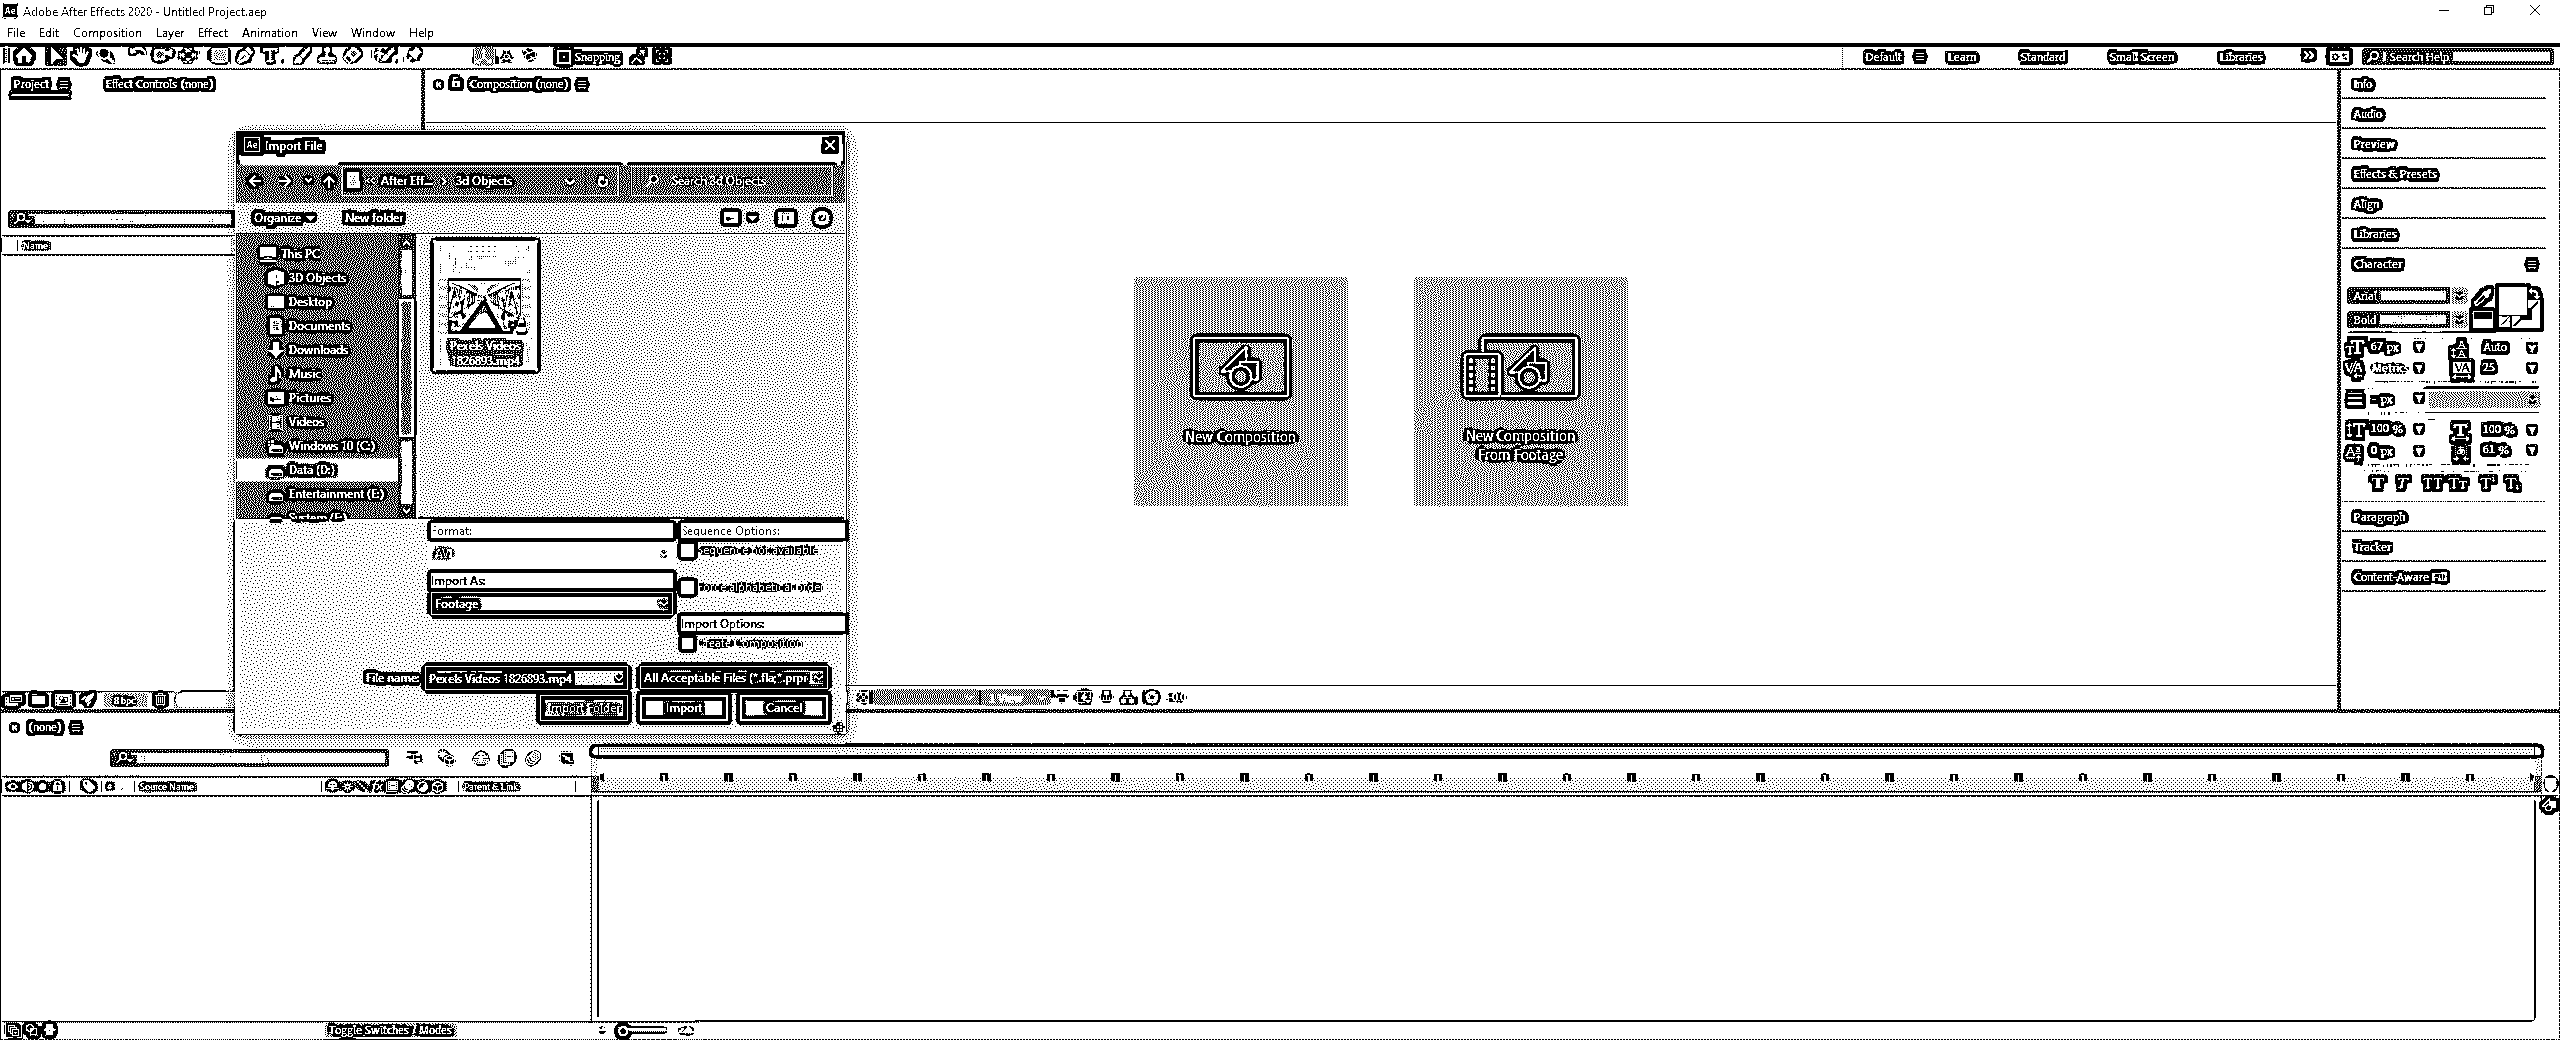 Adobe After Effects 2020 - Untitled Project.aep
File Edit Composition Layer Effect Animation View Window Help
Snapping
Default
Learn
Standard
Small Screen
Libraries
Search Help
Project
Effect Controls (none)
Composition (none)
Name
8 bpc
Import File
After Eff... > 3d Objects
Search 3d Objects
Organize
New folder
This PC
3D Objects
Desktop
Documents
Downloads
Music
Pictures
Videos
Windows 10 (C:)
Data (D:)
Entertainment (E:)
System (F:)
Pexels Videos
1826893.mp4
Format:
Sequence Options:
Sequence not available
Import As:
Footage
Import Options:
Create Composition
File name:
Pexels Videos 1826893.mp4
All Acceptable Files (*.fla;*.prpr
Import Folder
Import
Cancel
New Composition
New Composition
From Footage
Info
Audio
Preview
Effects & Presets
Align
Libraries
Character
Arial
Bold
67 px
Auto
Metrics
25
- px
100 %
100 %
0 px
61 %
Paragraph
Tracker
Content-Aware Fill
(none)
Source Name
Parent & Link
Toggle Switches / Modes